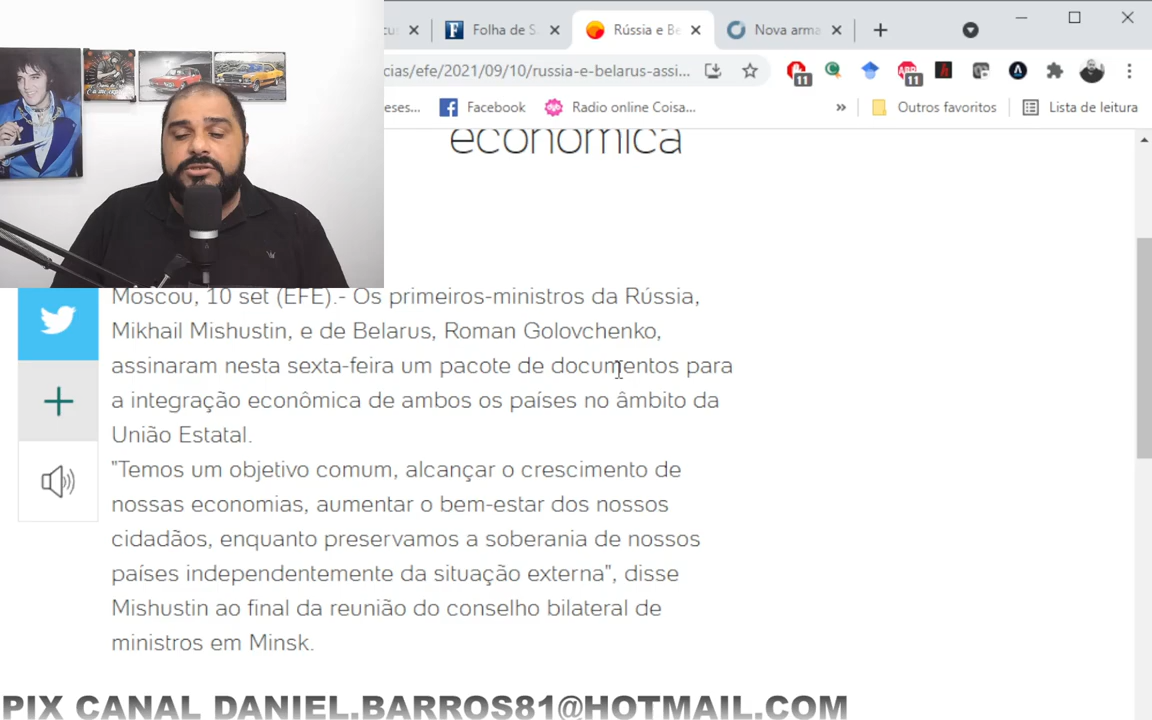 Folha de S
Rússia e Be
Nova arma
cias/efe/2021/09/10/russia-e-belarus-assi...
11
11
eses...
Facebook
Radio online Coisa...
»
Outros favoritos
Lista de leitura
econômica
Moscou, 10 set (EFE).- Os primeiros-ministros da Rússia,
Mikhail Mishustin, e de Belarus, Roman Golovchenko,
assinaram nesta sexta-feira um pacote de documentos para
a integração econômica de ambos os países no âmbito da
União Estatal.
"Temos um objetivo comum, alcançar o crescimento de
nossas economias, aumentar o bem-estar dos nossos
cidadãos, enquanto preservamos a soberania de nossos
países independentemente da situação externa", disse
Mishustin ao final da reunião do conselho bilateral de
ministros em Minsk.
PIX CANAL DANIEL.BARROS81@HOTMAIL.COM